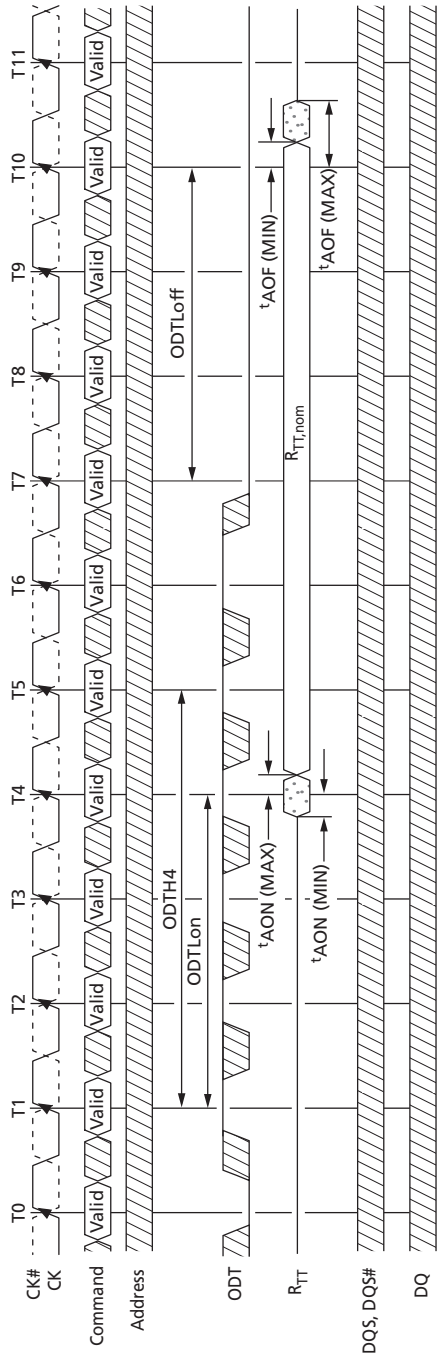 T0 T1 T2 T3 T4 T5 T6 T7 T8 T9 T10 T11
CK#
CK
Command Valid Valid Valid Valid Valid Valid Valid Valid Valid Valid Valid Valid
Address
ODTH4 ODTLoff
ODTLon
ODT
tAON (MAX) tAOF (MIN)
RTT RTT,nom
tAON (MIN) tAOF (MAX)
DQS, DQS#
DQ